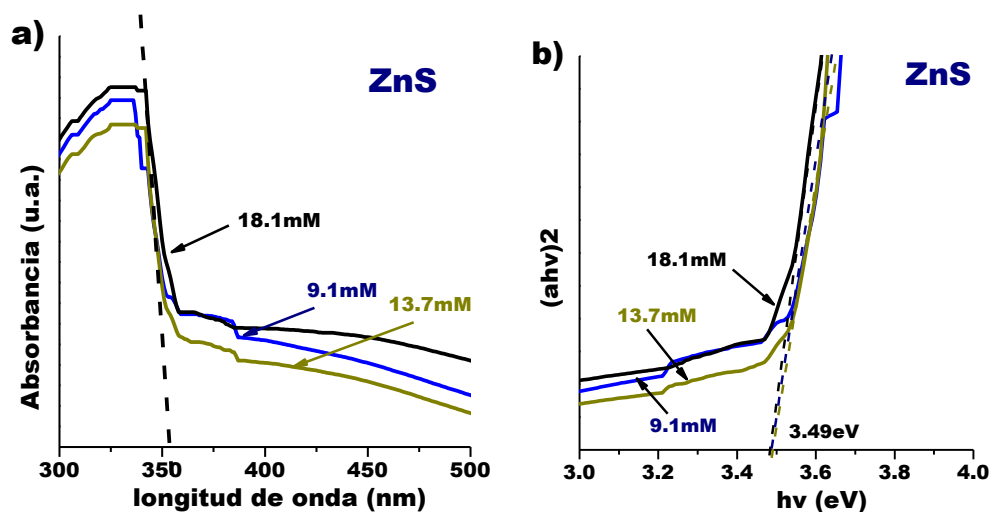 a)
ZnS
18.1mM
9.1mM
13.7mM
Absorbancia (u.a.)
300 350 400 450 500
longitud de onda (nm)
b)
ZnS
18.1mM
13.7mM
9.1mM
3.49eV
(ahv)2
3.0 3.2 3.4 3.6 3.8 4.0
hv (eV)